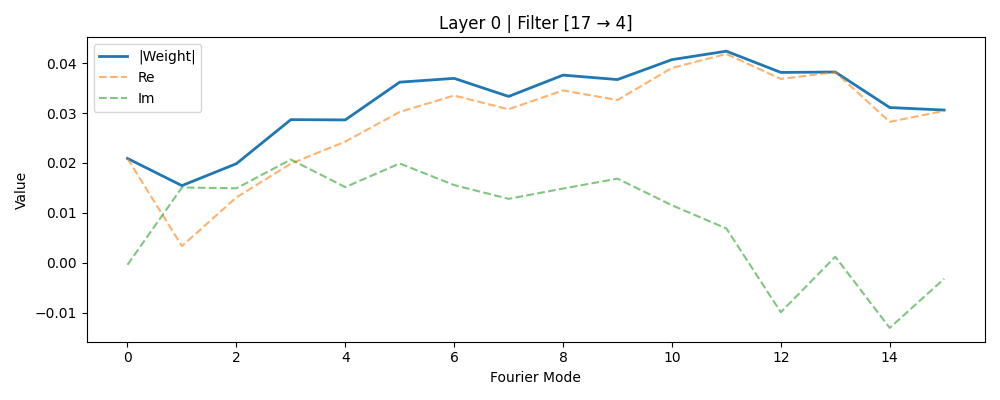 Layer 0 | Filter [17 → 4]
|Weight|
Re
Im
0.04
0.03
0.02
0.01
0.00
−0.01
Value
0 2 4 6 8 10 12 14
Fourier Mode